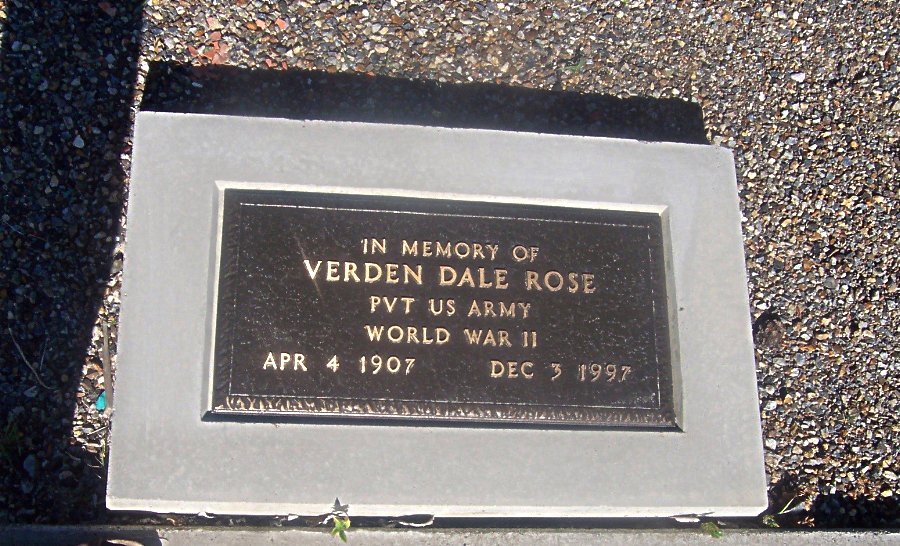 IN MEMORY OF
VERDEN DALE ROSE
PVT US ARMY
WORLD WAR II
APR 4 1907 DEC 3 1997